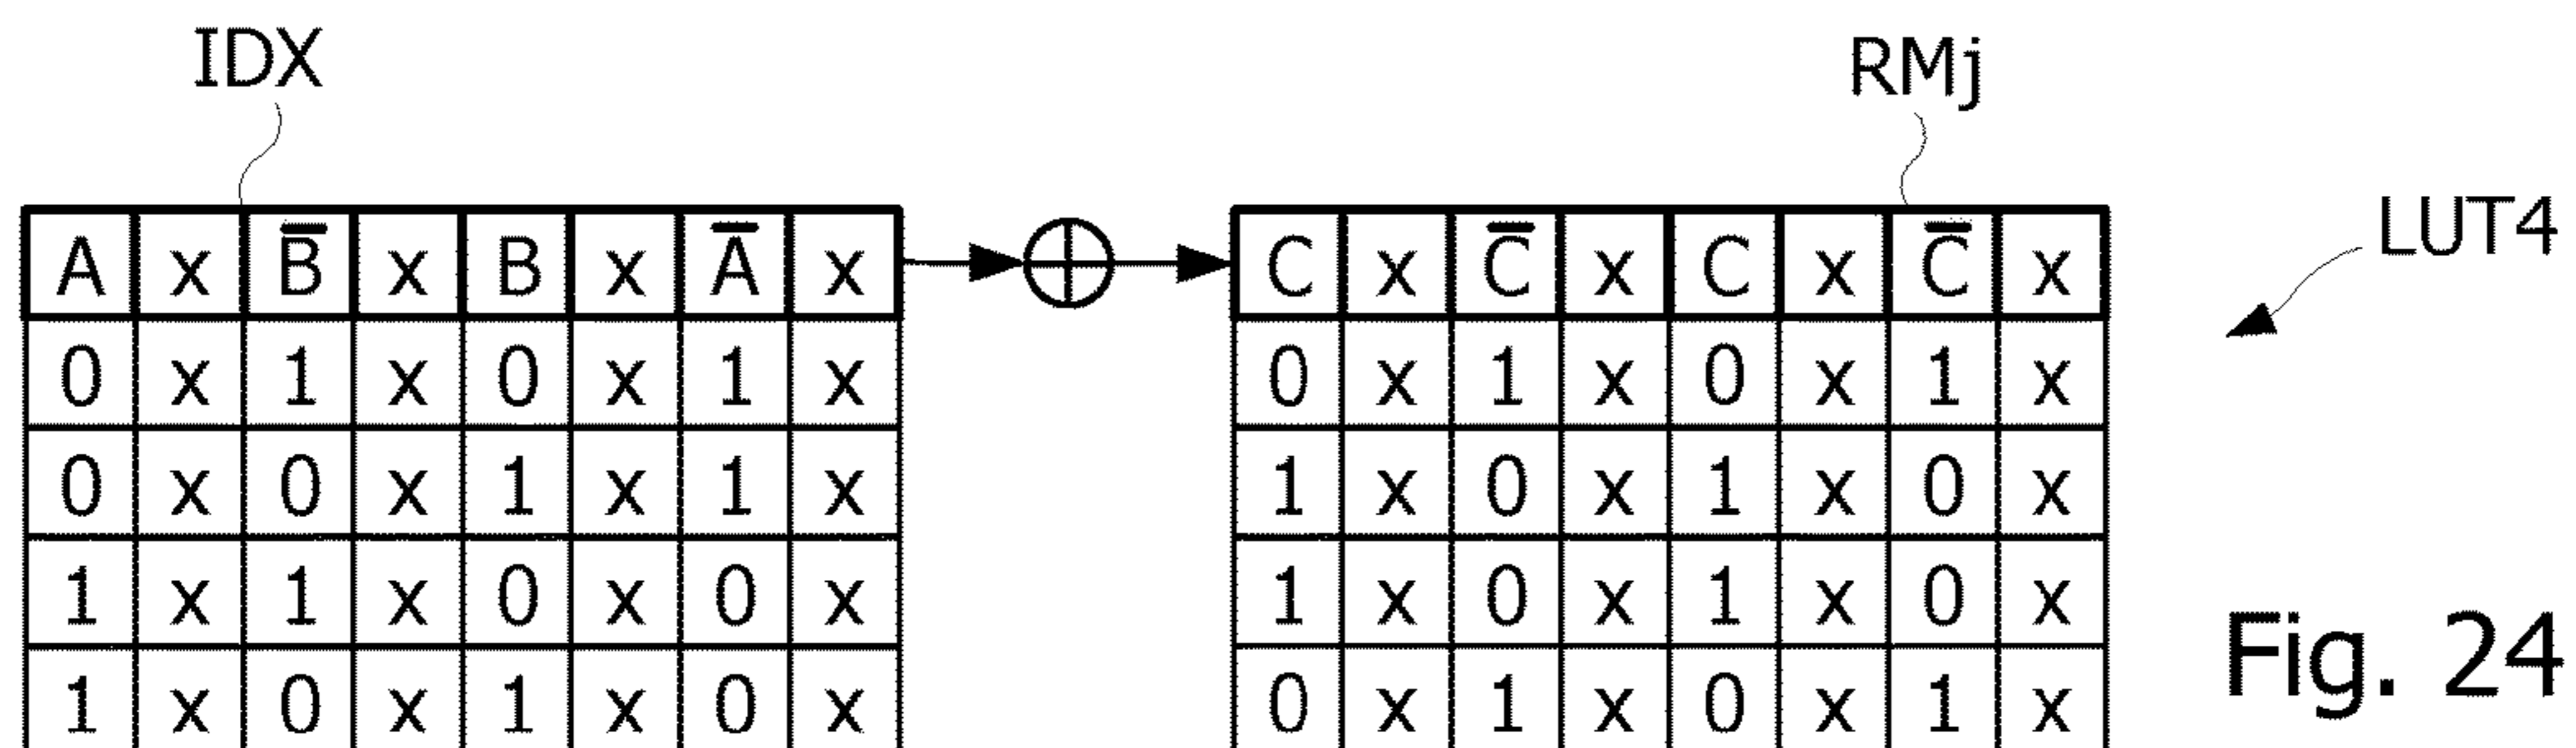 IDX RMj
LUT4
A x B̅ x B x A̅ x ⊕ C x C̅ x C x C̅ x
0 x 1 x 0 x 1 x 0 x 1 x 0 x 1 x
0 x 0 x 1 x 1 x 1 x 0 x 1 x 0 x
1 x 1 x 0 x 0 x 1 x 0 x 1 x 0 x
1 x 0 x 1 x 0 x 0 x 1 x 0 x 1 x
Fig. 24